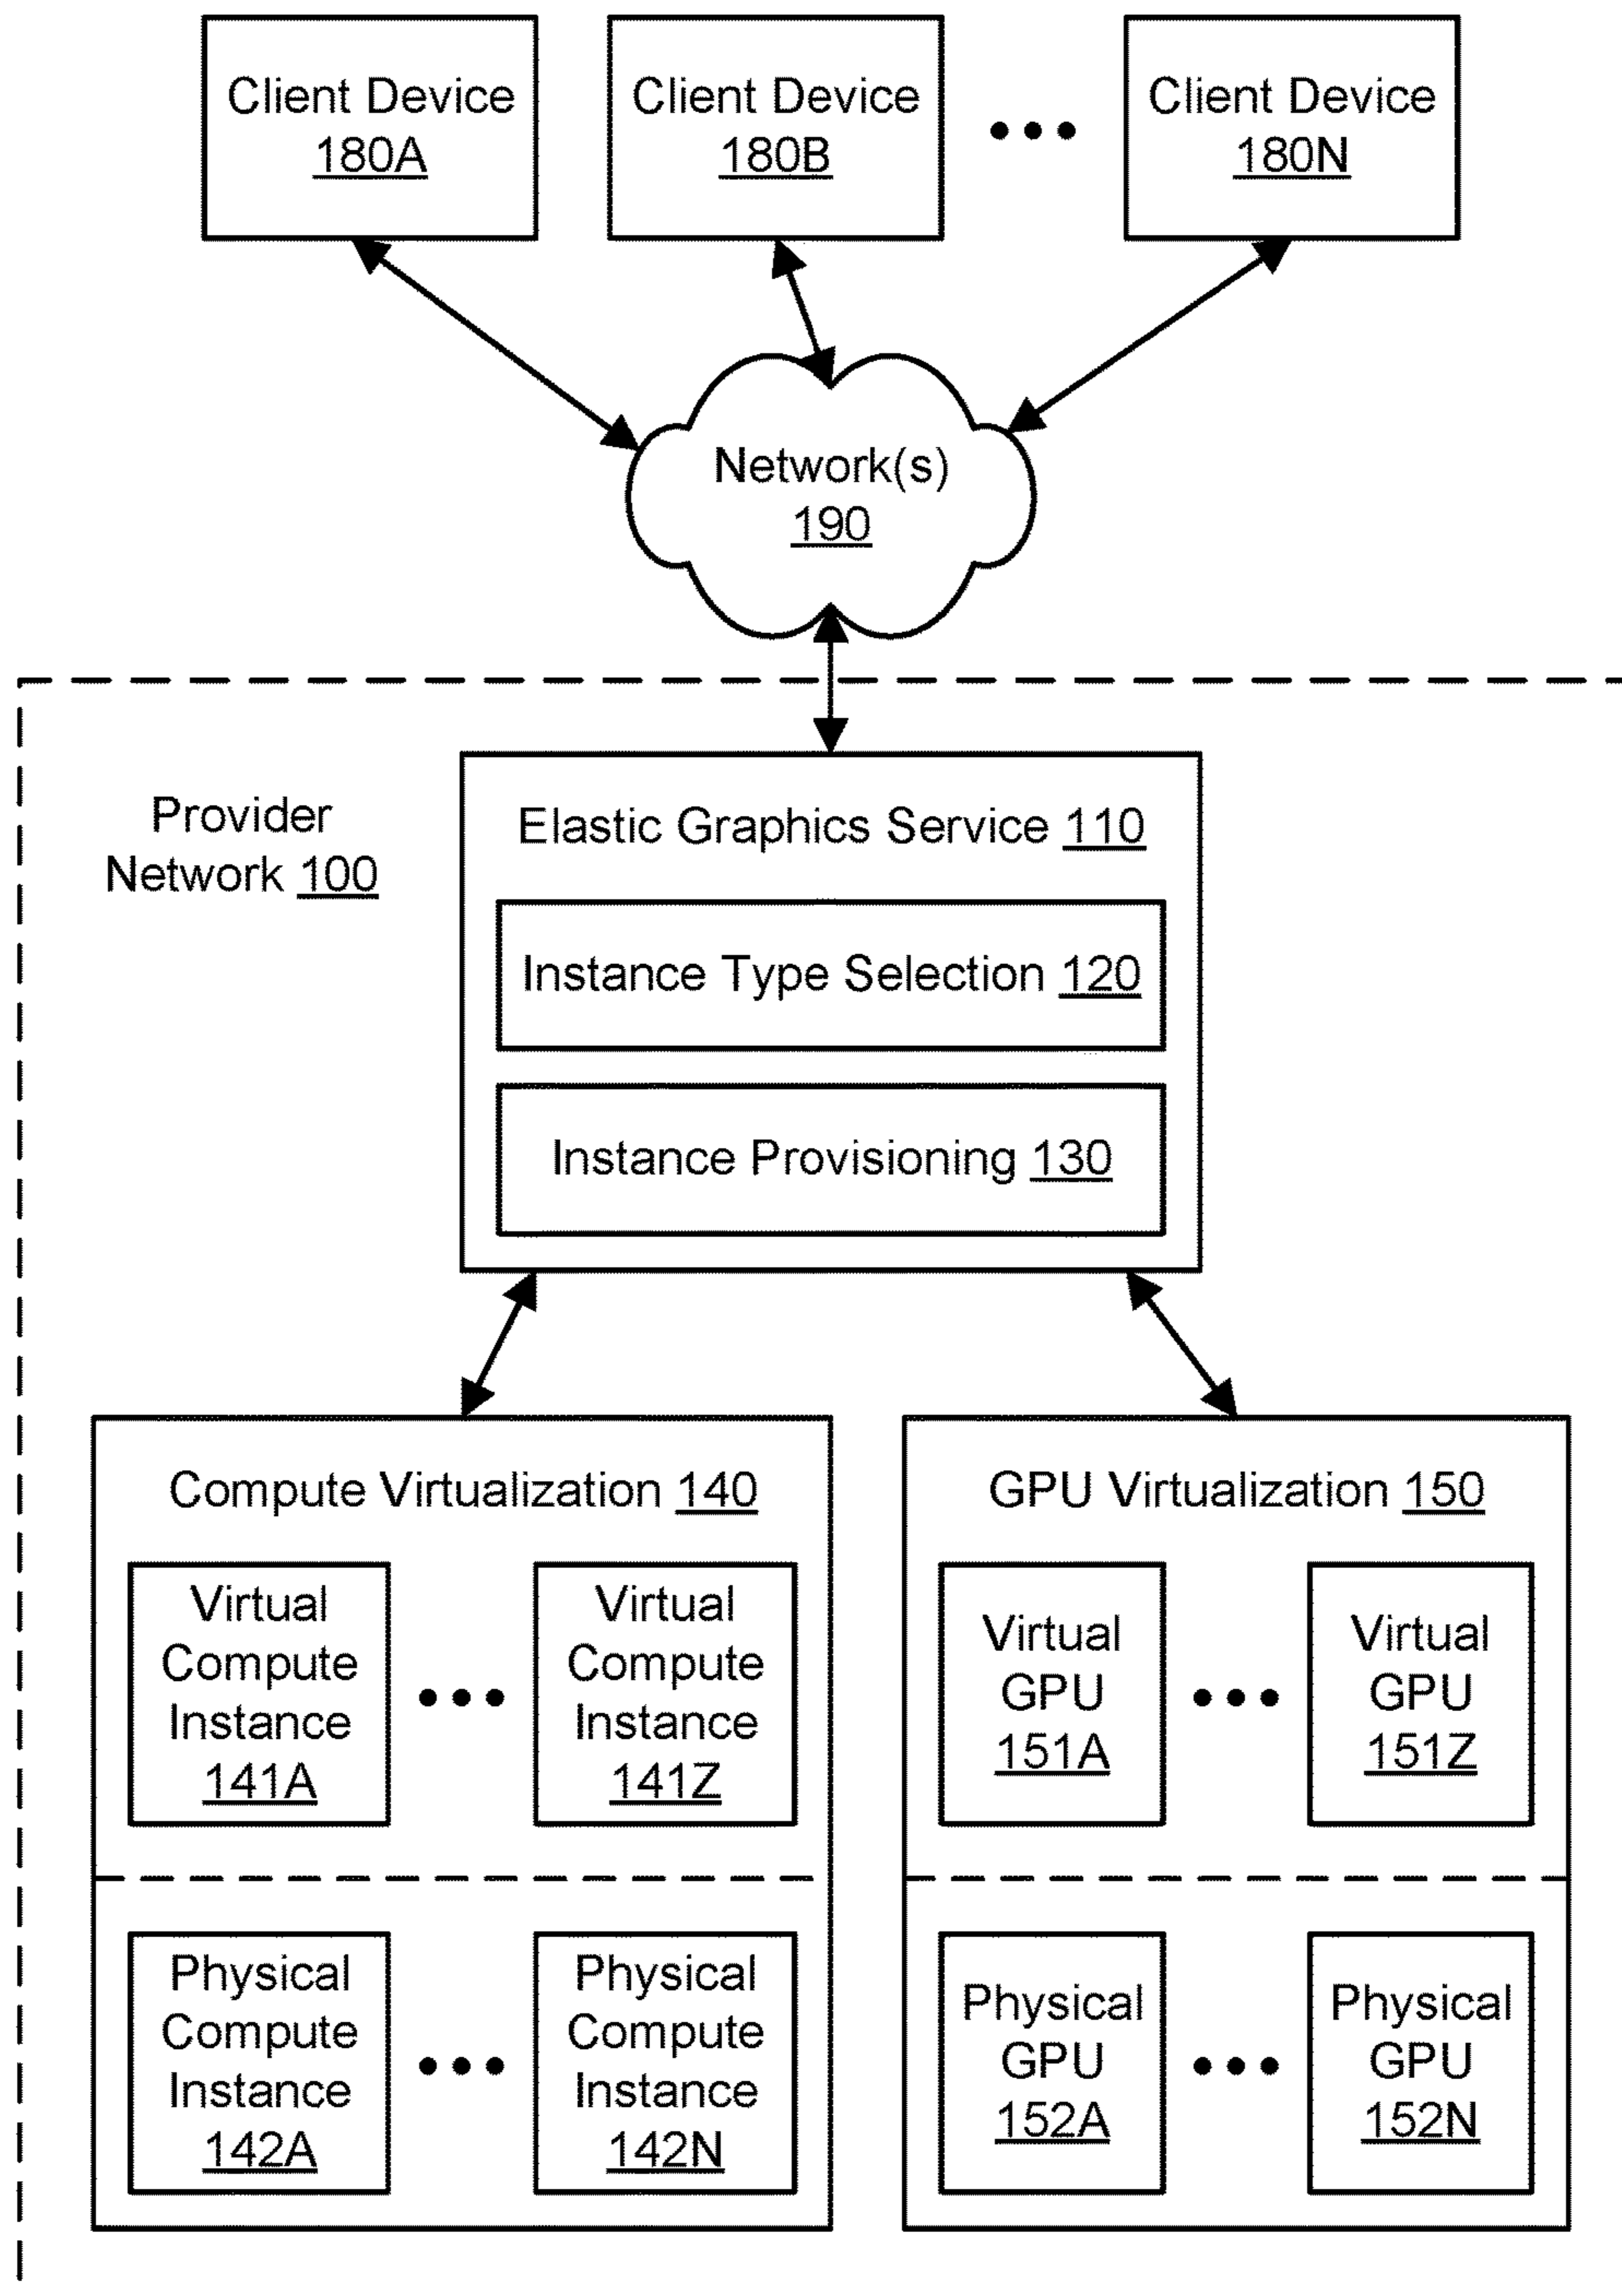 Client Device
180A
Client Device
180B
Client Device
180N
Network(s)
190
Provider
Network 100
Elastic Graphics Service 110
Instance Type Selection 120
Instance Provisioning 130
Compute Virtualization 140
Virtual
Compute
Instance
141A
Virtual
Compute
Instance
141Z
Physical
Compute
Instance
142A
Physical
Compute
Instance
142N
GPU Virtualization 150
Virtual
GPU
151A
Virtual
GPU
151Z
Physical
GPU
152A
Physical
GPU
152N